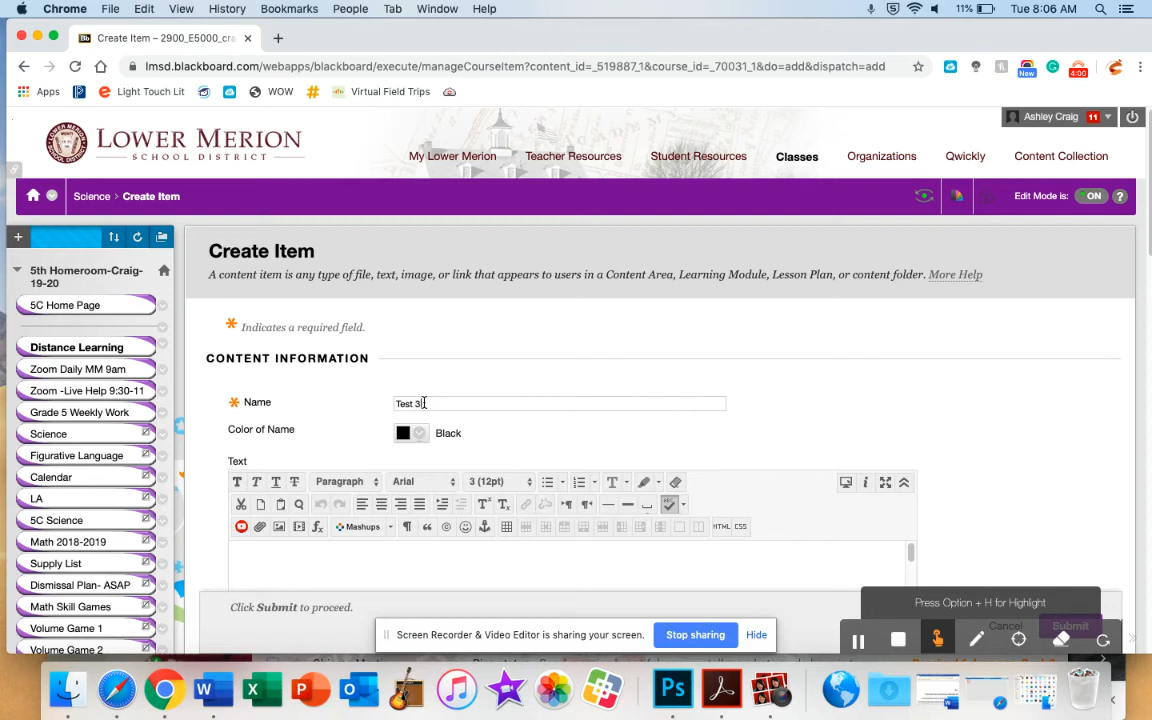 Chrome File Edit View History Bookmarks People Tab Window Help 11% Tue 8:06 AM
Create Item – 2900_E5000_cra
lmsd.blackboard.com/webapps/blackboard/execute/manageCourseItem?content_id=_519887_1&course_id=_70031_1&do=add&dispatch=add New 4:00
Apps Light Touch Lit WOW Virtual Field Trips
Ashley Craig 11
LOWER MERION
SCHOOL DISTRICT
My Lower Merion Teacher Resources Student Resources Classes Organizations Qwickly Content Collection
Science > Create Item Edit Mode is: ON ?
5th Homeroom-Craig-
19-20
5C Home Page
Distance Learning
Zoom Daily MM 9am
Zoom -Live Help 9:30-11
Grade 5 Weekly Work
Science
Figurative Language
Calendar
LA
5C Science
Math 2018-2019
Supply List
Dismissal Plan- ASAP
Math Skill Games
Volume Game 1
Volume Game 2
Create Item
A content item is any type of file, text, image, or link that appears to users in a Content Area, Learning Module, Lesson Plan, or content folder. More Help
* Indicates a required field.
CONTENT INFORMATION
* Name Test 3
Color of Name Black
Text
T T T T Paragraph Arial 3 (12pt) T
Mashups HTML CSS
Click Submit to proceed.
Cancel Submit
Press Option + H for Highlight
Screen Recorder & Video Editor is sharing your screen. Stop sharing Hide